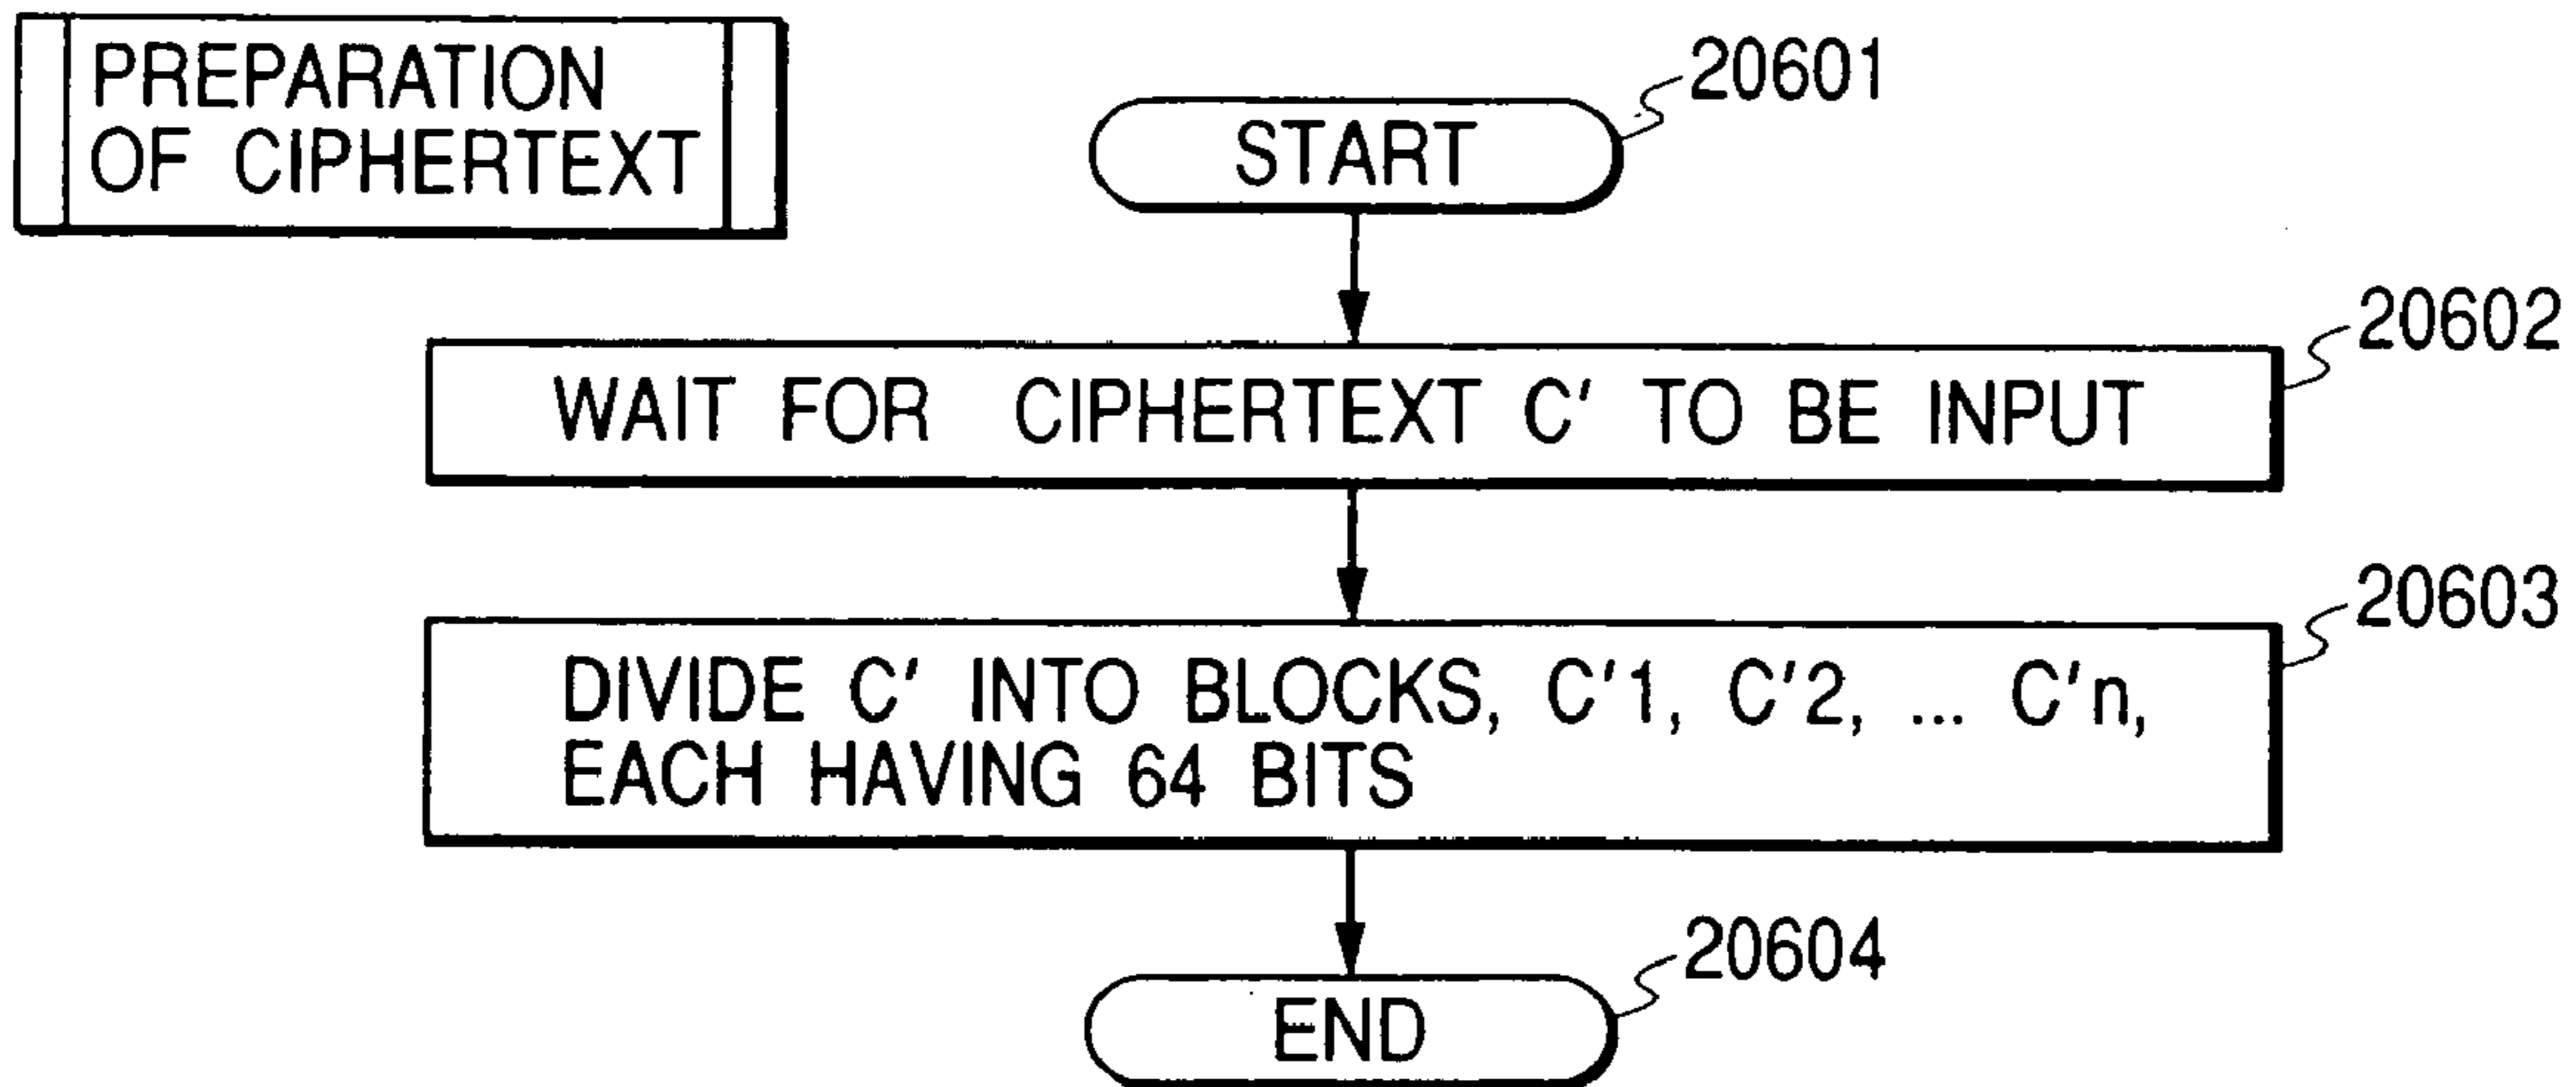 PREPARATION
OF CIPHERTEXT
START
20601
WAIT FOR CIPHERTEXT C' TO BE INPUT
20602
DIVIDE C' INTO BLOCKS, C'1, C'2, ... C'n,
EACH HAVING 64 BITS
20603
END
20604